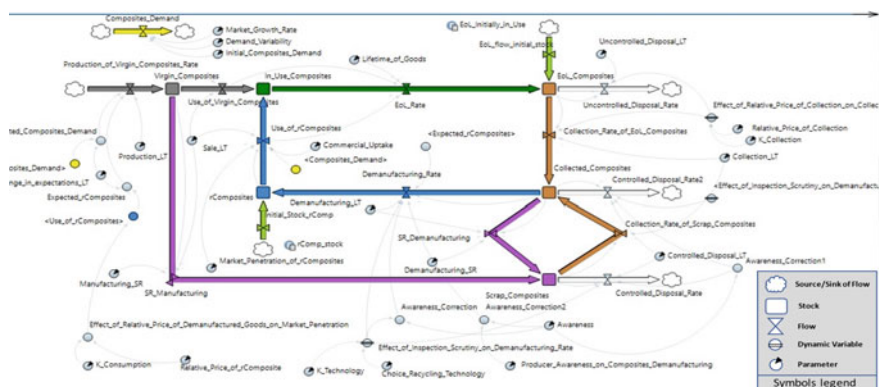 Composites_Demand
Market_Growth_Rate
Demand_Variability
Initial_Composites_Demand
EoL_Initially_In_Use
EoL_flow_initial_stock
Uncontrolled_Disposal_LT
Production_of_Virgin_Composites_Rate
Virgin_Composites
In_Use_Composites
Lifetime_of_Goods
EoL_Composites
Use_of_Virgin_Composites
EoL_Rate
Uncontrolled_Disposal_Rate
Effect_of_Relative_Price_of_Collection_on_Collec
cted_Composites_Demand
Use_of_rComposites
Commercial_Uptake
<Expected_rComposites>
Collection_Rate_of_EoL_Composites
Relative_Price_of_Collection
K_Collection
Production_LT
Sale_LT
<Composites_Demand>
Demanufacturing_Rate
Collection_LT
omposites_Demand>
nge_in_expectations_LT
Collected_Composites
Controlled_Disposal_Rate2
<Effect_of_Inspection_Scrutiny_on_Demanufact
Expected_rComposites
rComposites
Demanufacturing_LT
<Use_of_rComposites>
Initial_Stock_rComp
Collection_Rate_of_Scrap_Composites
rComp_stock
SR_Demanufacturing
Market_Penetration_of_rComposites
Demanufacturing_SR
Controlled_Disposal_LT
Awareness_Correction1
Manufacturing_SR
SR_Manufacturing
Scrap_Composites
Controlled_Disposal_Rate
Awareness_Correction
Awareness_Correction2
Effect_of_Relative_Price_of_Demanufactured_Goods_on_Market_Penetration
Awareness
Effect_of_Inspection_Scrutiny_on_Demanufacturing_Rate
K_Consumption
Relative_Price_of_rComposite
K_Technology
Choice_Recycling_Technology
Producer_Awareness_on_Composites_Demanufacturing
Source/Sink of Flow
Stock
Flow
Dynamic Variable
Parameter
Symbols legend